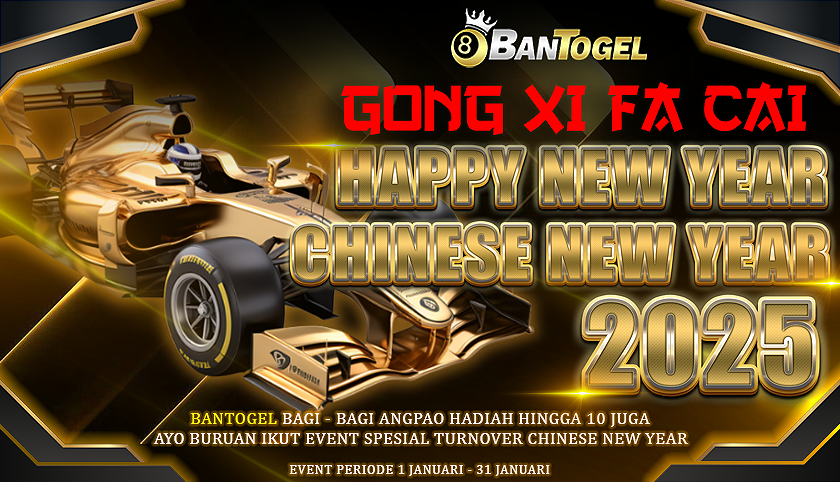 8 BANTOGEL
GONG XI FA CAI
HAPPY NEW YEAR
CHINESE NEW YEAR
2025
BANTOGEL BAGI - BAGI ANGPAO HADIAH HINGGA 10 JUGA
AYO BURUAN IKUT EVENT SPESIAL TURNOVER CHINESE NEW YEAR
EVENT PERIODE 1 JANUARI - 31 JANUARI